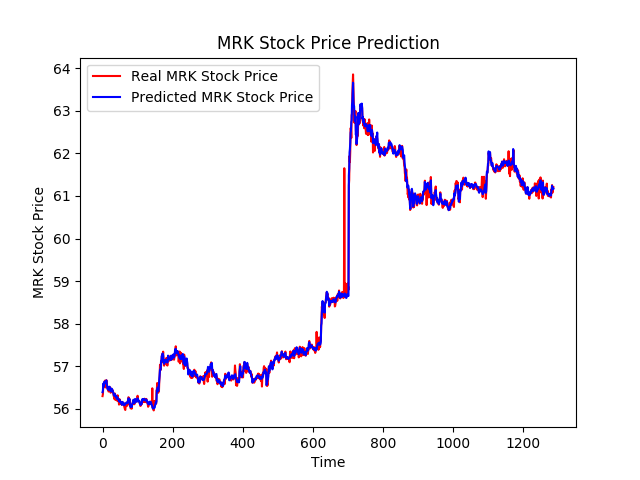 MRK Stock Price Prediction
Real MRK Stock Price
Predicted MRK Stock Price
64
63
62
61
60
59
58
57
56
MRK Stock Price
0 200 400 600 800 1000 1200
Time